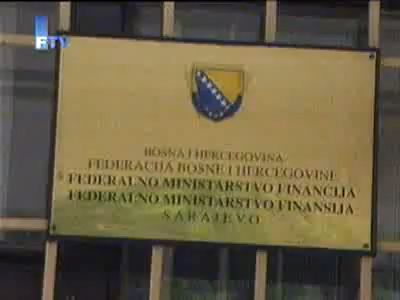 FTV
BOSNA I HERCEGOVINA
FEDERACIJA BOSNE I HERCEGOVINE
FEDERALNO MINISTARSTVO FINANCIJA
FEDERALNO MINISTARSTVO FINANSIJA
SARAJEVO